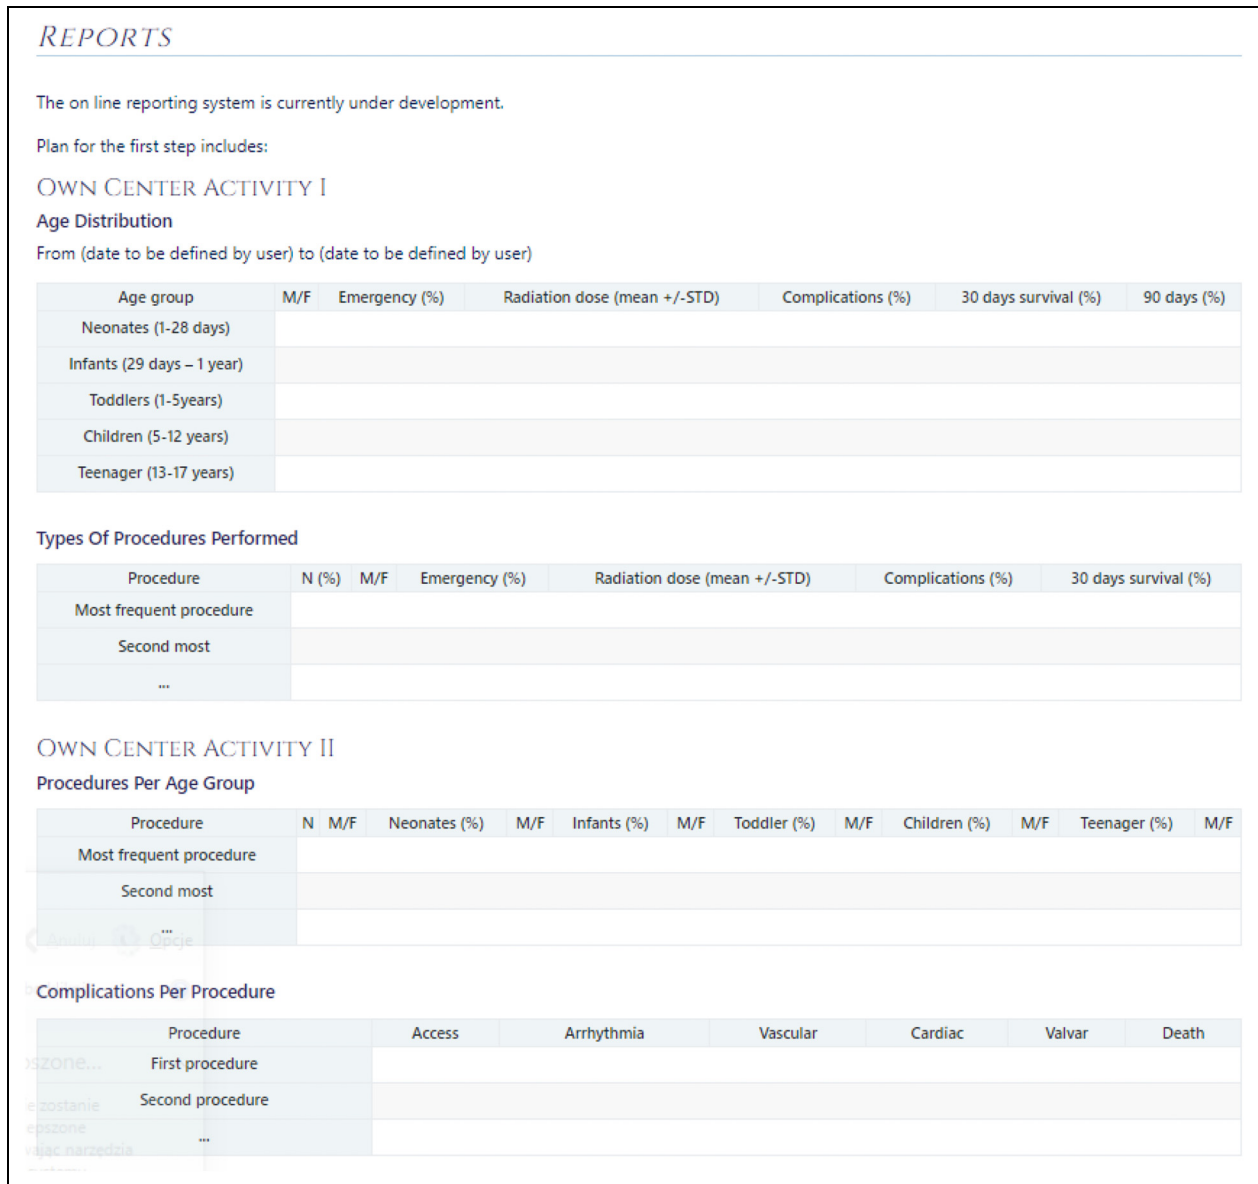 REPORTS
The on line reporting system is currently under development.
Plan for the first step includes:
OWN CENTER ACTIVITY I
Age Distribution
From (date to be defined by user) to (date to be defined by user)
Age group M/F Emergency (%) Radiation dose (mean +/-STD) Complications (%) 30 days survival (%) 90 days (%)
Neonates (1-28 days)
Infants (29 days – 1 year)
Toddlers (1-5years)
Children (5-12 years)
Teenager (13-17 years)
Types Of Procedures Performed
Procedure N (%) M/F Emergency (%) Radiation dose (mean +/-STD) Complications (%) 30 days survival (%)
Most frequent procedure
Second most
...
OWN CENTER ACTIVITY II
Procedures Per Age Group
Procedure N M/F Neonates (%) M/F Infants (%) M/F Toddler (%) M/F Children (%) M/F Teenager (%) M/F
Most frequent procedure
Second most
...
Anuluj Opcje
Complications Per Procedure
Procedure Access Arrhythmia Vascular Cardiac Valvar Death
First procedure
Second procedure
zostanie
...
narzędzia